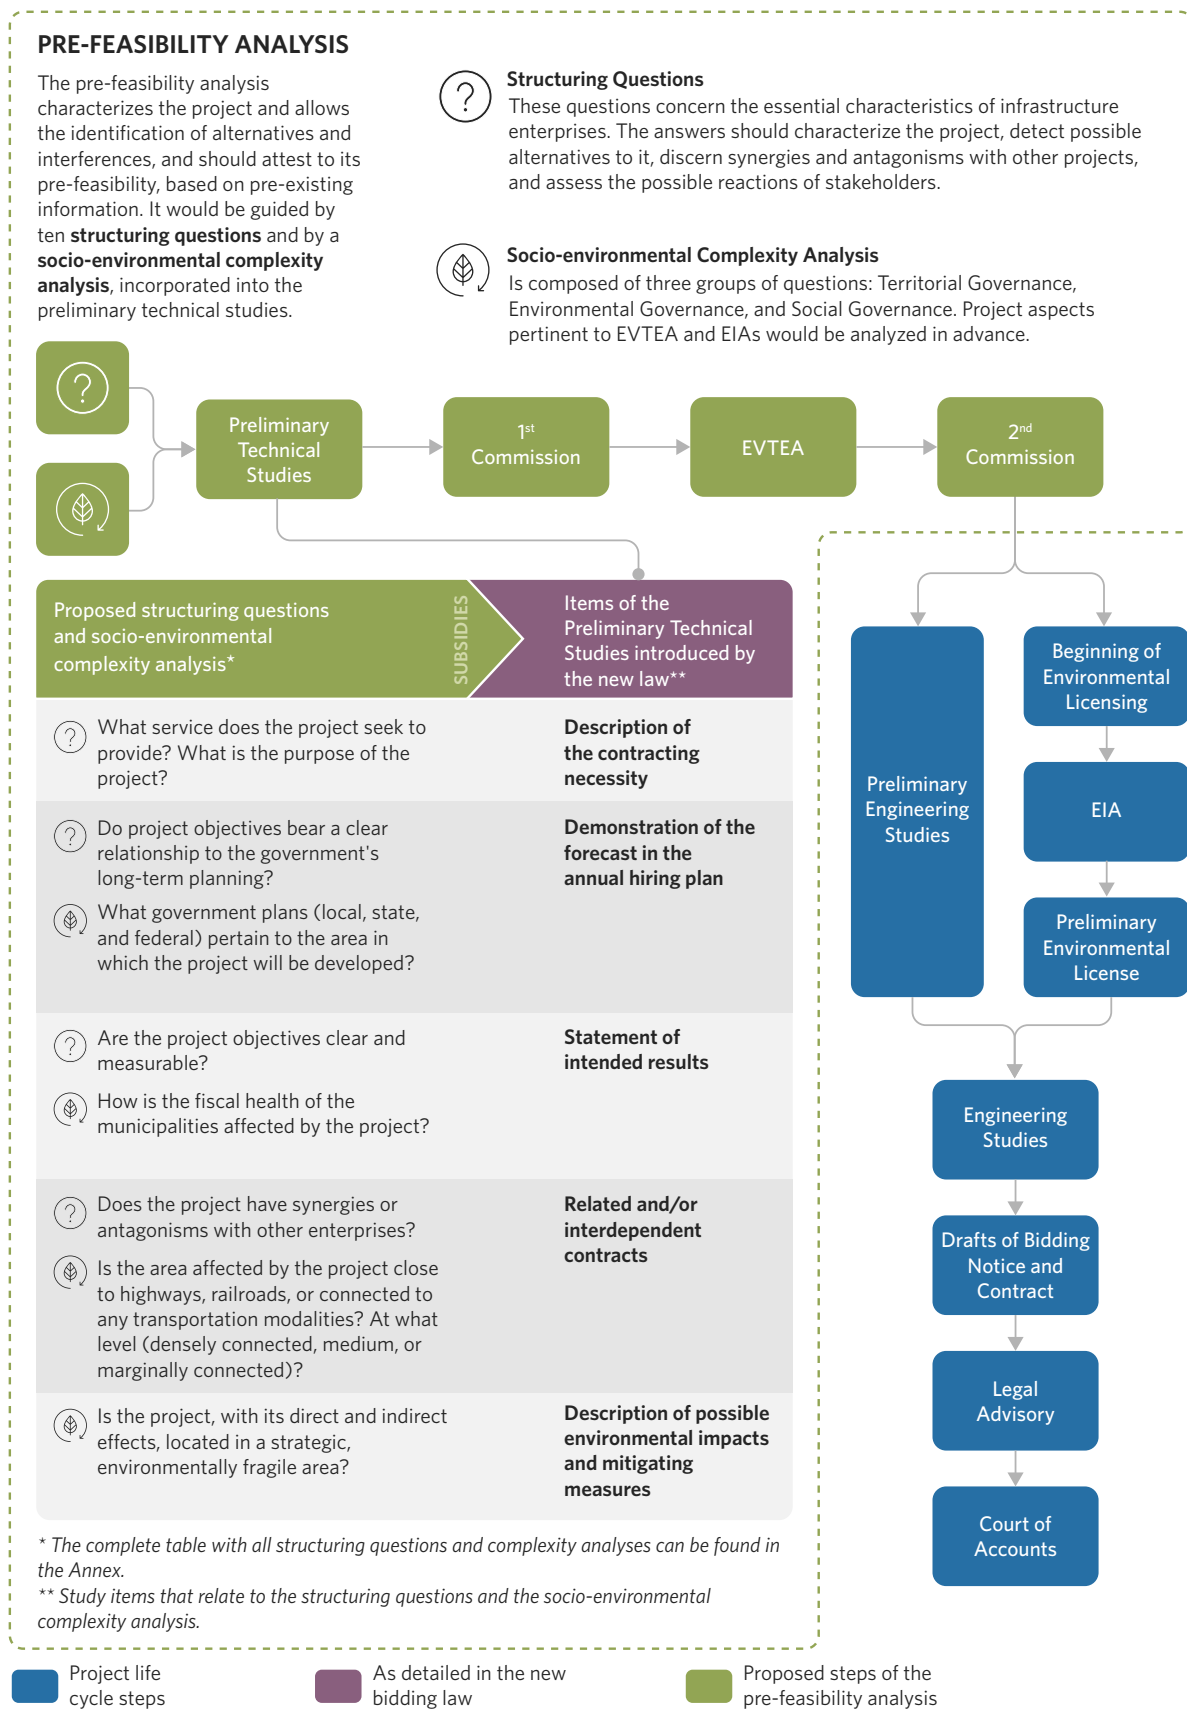 PRE-FEASIBILITY ANALYSIS
The pre-feasibility analysis
characterizes the project and allows
the identification of alternatives and
interferences, and should attest to its
pre-feasibility, based on pre-existing
information. It would be guided by
ten structuring questions and by a
socio-environmental complexity
analysis, incorporated into the
preliminary technical studies.
?
Structuring Questions
These questions concern the essential characteristics of infrastructure
enterprises. The answers should characterize the project, detect possible
alternatives to it, discern synergies and antagonisms with other projects,
and assess the possible reactions of stakeholders.
Socio-environmental Complexity Analysis
Is composed of three groups of questions: Territorial Governance,
Environmental Governance, and Social Governance. Project aspects
pertinent to EVTEA and EIAs would be analyzed in advance.
?
Preliminary
Technical
Studies
1st
Commission
EVTEA
2nd
Commission
Proposed structuring questions
and socio-environmental
complexity analysis*
SUBSIDIES
Items of the
Preliminary Technical
Studies introduced by
the new law**
?
What service does the project seek to
provide? What is the purpose of the
project?
Description of
the contracting
necessity
?
Do project objectives bear a clear
relationship to the government's
long-term planning?
What government plans (local, state,
and federal) pertain to the area in
which the project will be developed?
Demonstration of the
forecast in the
annual hiring plan
?
Are the project objectives clear and
measurable?
How is the fiscal health of the
municipalities affected by the project?
Statement of
intended results
?
Does the project have synergies or
antagonisms with other enterprises?
Is the area affected by the project close
to highways, railroads, or connected to
any transportation modalities? At what
level (densely connected, medium, or
marginally connected)?
Related and/or
interdependent
contracts
Is the project, with its direct and indirect
effects, located in a strategic,
environmentally fragile area?
Description of possible
environmental impacts
and mitigating
measures
* The complete table with all structuring questions and complexity analyses can be found in
the Annex.
** Study items that relate to the structuring questions and the socio-environmental
complexity analysis.
Preliminary
Engineering
Studies
Beginning of
Environmental
Licensing
EIA
Preliminary
Environmental
License
Engineering
Studies
Drafts of Bidding
Notice and
Contract
Legal
Advisory
Court of
Accounts
Project life
cycle steps
As detailed in the new
bidding law
Proposed steps of the
pre-feasibility analysis